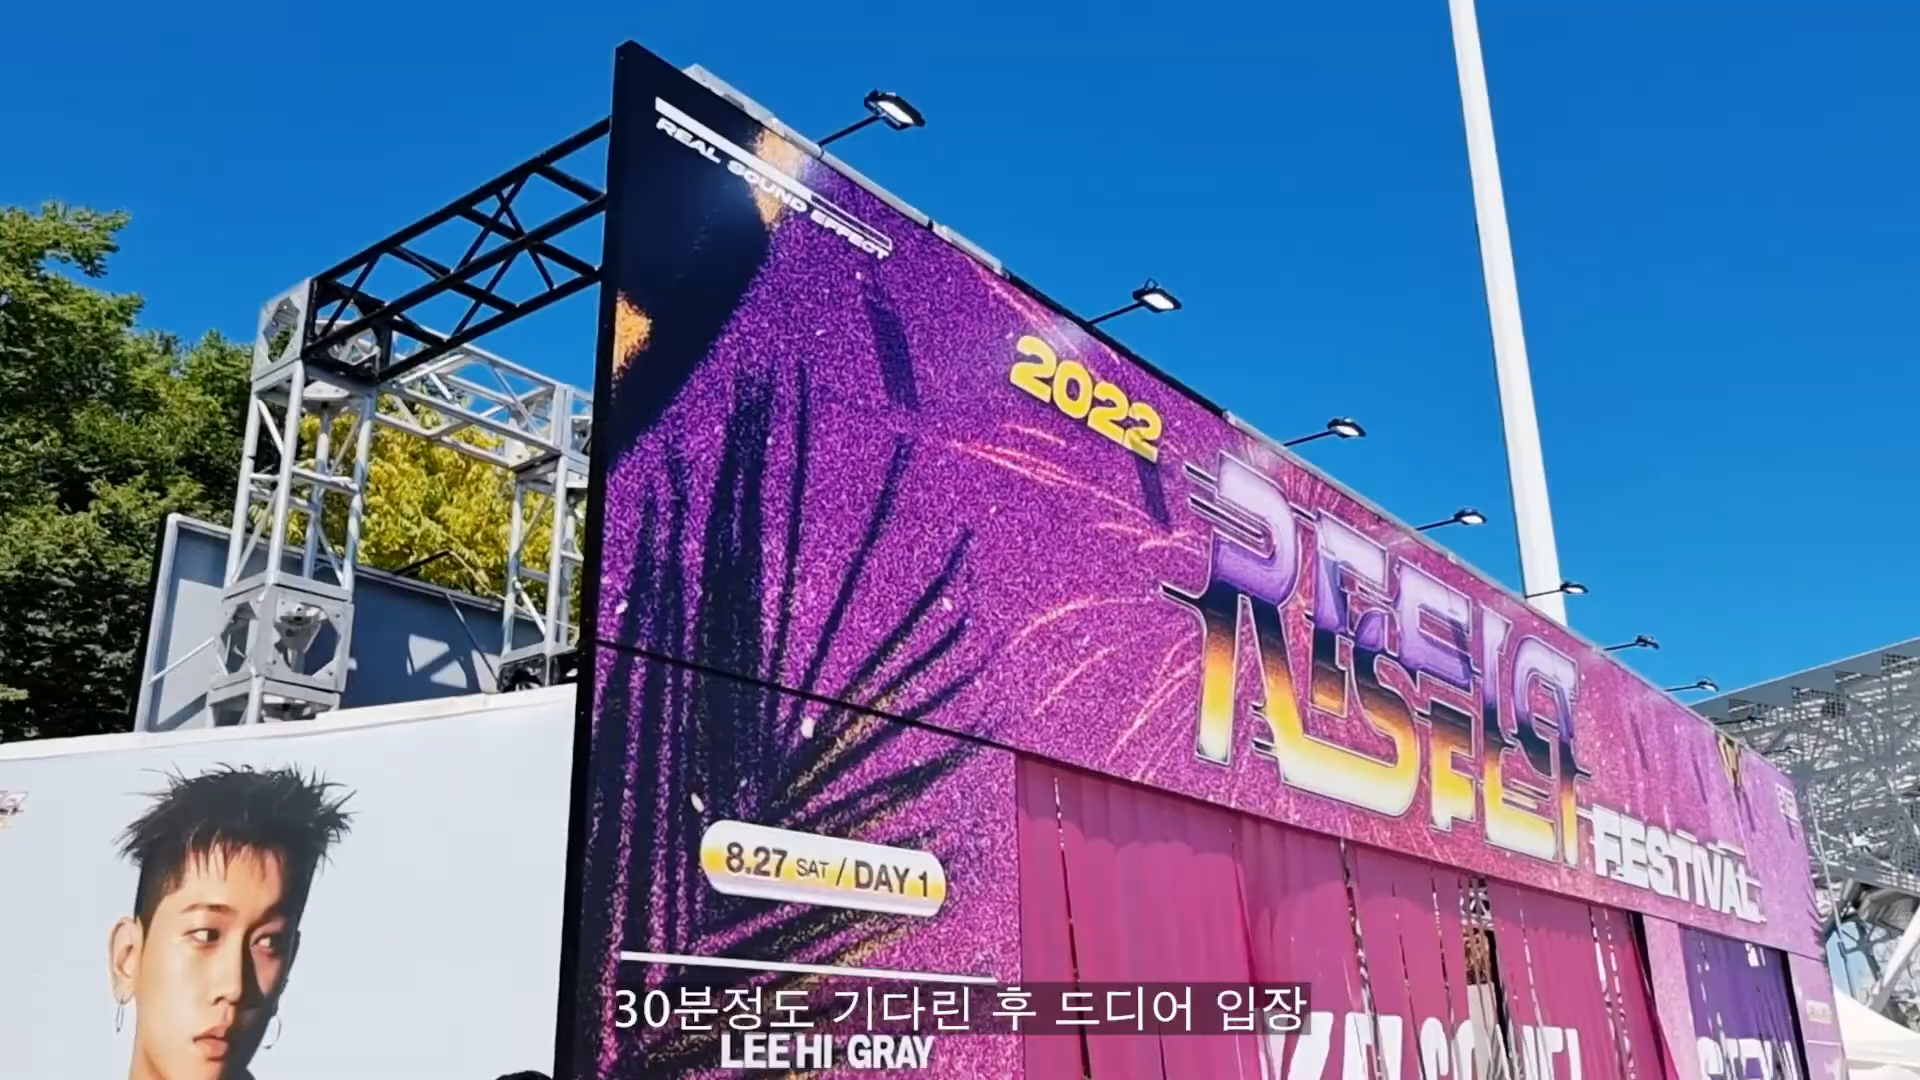 REAL SOUND EFFECT
2022
FESTIVAL
8.27 SAT / DAY 1
30분정도 기다린 후 드디어 입장
LEE HI GRAY